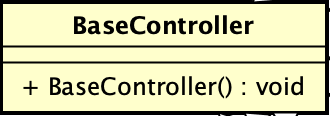 BaseController
+ BaseController() : void